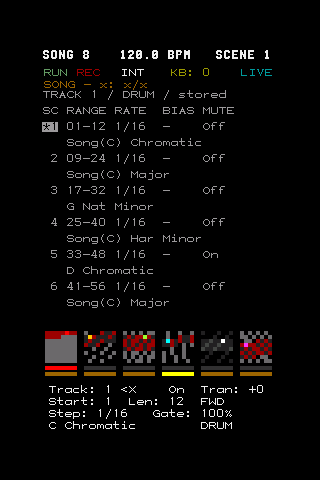 SONG 8 120.0 BPM SCENE 1
RUN REC INT KB: O LIVE
SONG - x: x/x
TRACK 1 / DRUM / stored
SC RANGE RATE BIAS MUTE
*1 01-12 1/16 - Off
Song(C) Chromatic
2 09-24 1/16 - Off
Song(C) Major
3 17-32 1/16 - Off
G Nat Minor
4 25-40 1/16 - Off
Song(C) Har Minor
5 33-48 1/16 - On
D Chromatic
6 41-56 1/16 - Off
Song(C) Major
Track: 1 <X On Tran: +0
Start: 1 Len: 12 FWD
Step: 1/16 Gate: 100%
C Chromatic DRUM